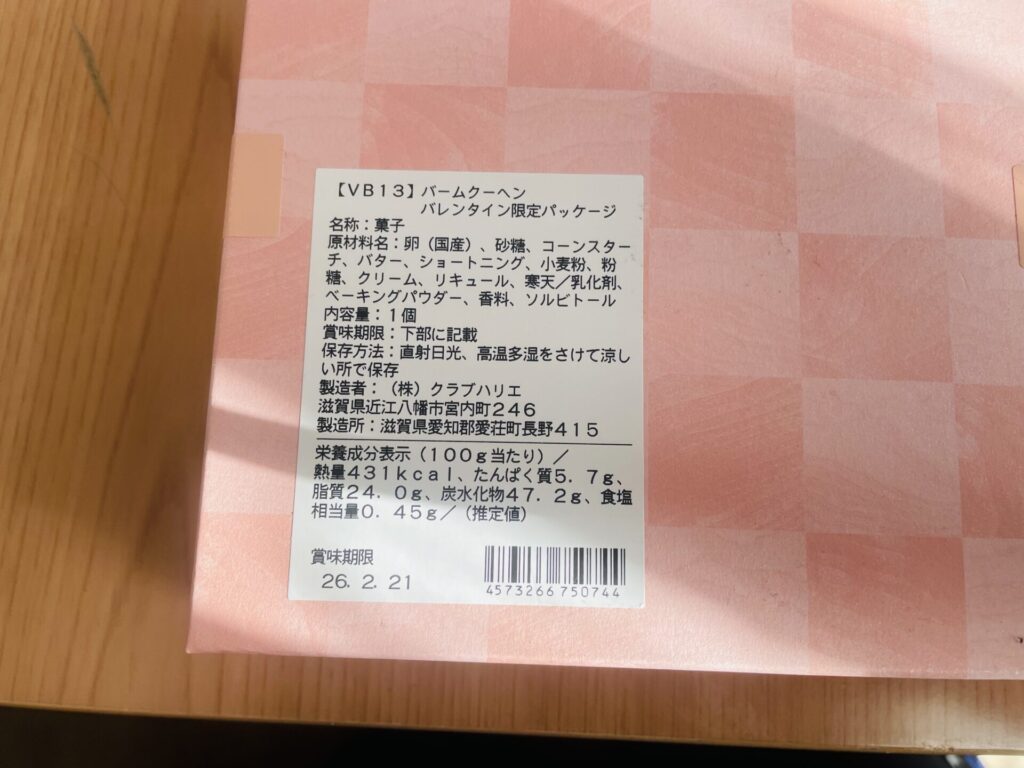 【ＶＢ１３】バームクーヘン
バレンタイン限定パッケージ
名称：菓子
原材料名：卵（国産）、砂糖、コーンスター
チ、バター、ショートニング、小麦粉、粉
糖、クリーム、リキュール、寒天／乳化剤、
ベーキングパウダー、香料、ソルビトール
内容量：１個
賞味期限：下部に記載
保存方法：直射日光、高温多湿をさけて涼し
い所で保存
製造者：（株）クラブハリエ
滋賀県近江八幡市宮内町２４６
製造所：滋賀県愛知郡愛荘町長野４１５
栄養成分表示（１００ｇ当たり）／
熱量４３１ｋｃａｌ、たんぱく質５．７ｇ、
脂質２４．０ｇ、炭水化物４７．２ｇ、食塩
相当量０．４５ｇ／（推定値）
賞味期限
26. 2. 21
4573266750744